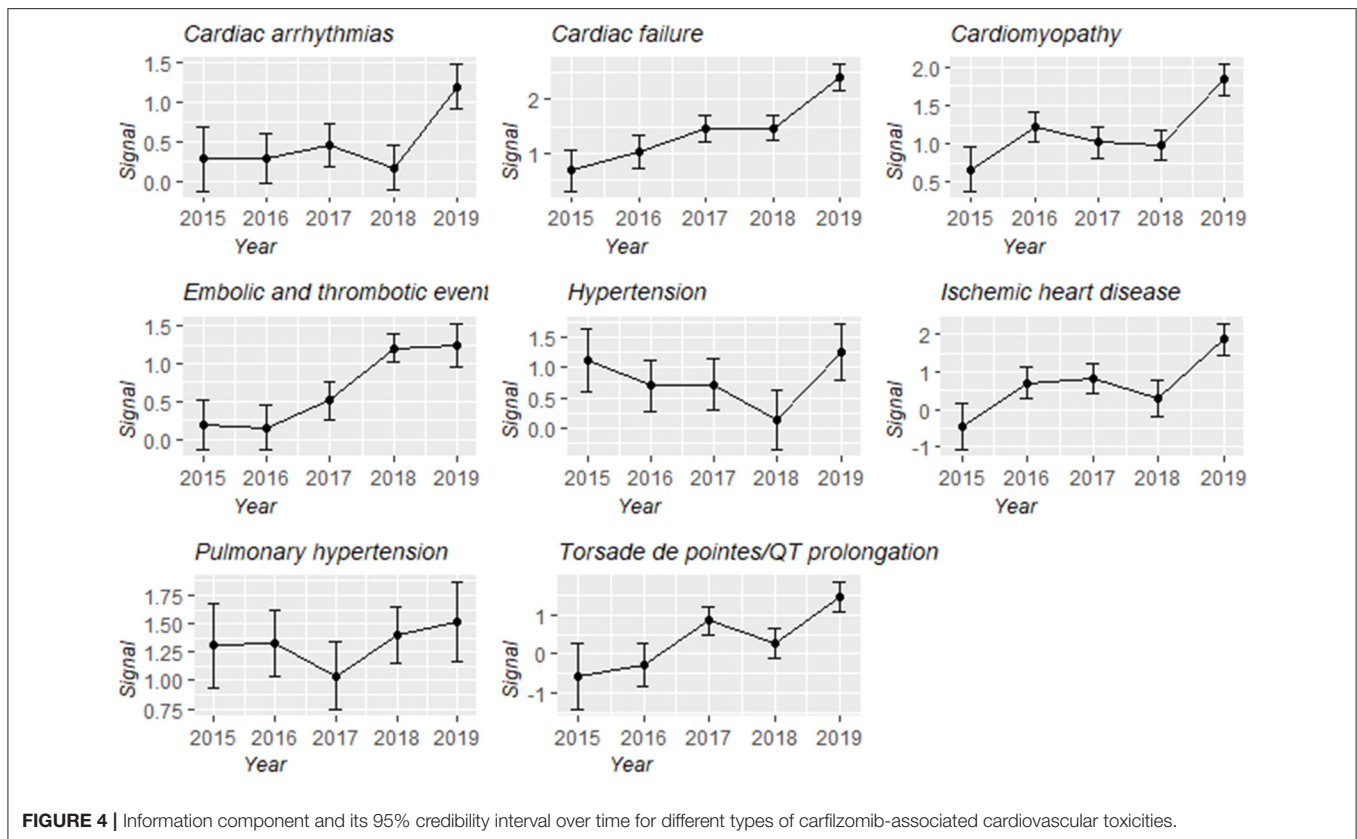 Cardiac arrhythmias
Signal
1.5
1.0
0.5
0.0
2015 2016 2017 2018 2019
Year
Cardiac failure
Signal
2
1
2015 2016 2017 2018 2019
Year
Cardiomyopathy
Signal
2.0
1.5
1.0
0.5
2015 2016 2017 2018 2019
Year
Embolic and thrombotic event
Signal
1.5
1.0
0.5
0.0
2015 2016 2017 2018 2019
Year
Hypertension
Signal
1.5
1.0
0.5
0.0
2015 2016 2017 2018 2019
Year
Ischemic heart disease
Signal
2
1
0
-1
2015 2016 2017 2018 2019
Year
Pulmonary hypertension
Signal
1.75
1.50
1.25
1.00
0.75
2015 2016 2017 2018 2019
Year
Torsade de pointes/QT prolongation
Signal
1
0
-1
2015 2016 2017 2018 2019
Year
FIGURE 4 | Information component and its 95% credibility interval over time for different types of carfilzomib-associated cardiovascular toxicities.